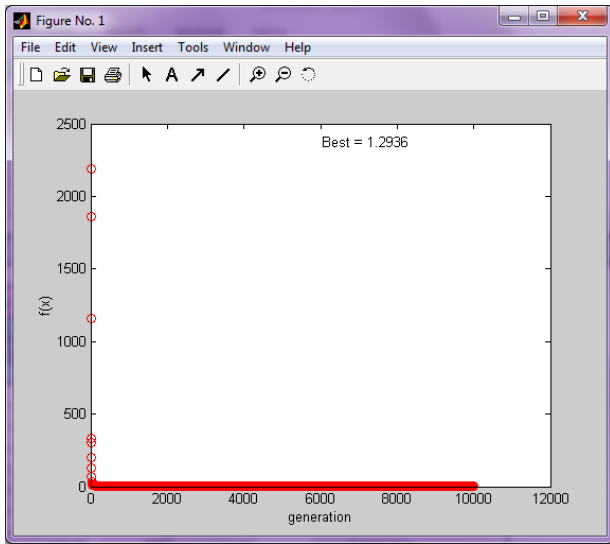 Figure No. 1
File Edit View Insert Tools Window Help
A
2500
Best = 1.2936
2000
1500
f(x)
1000
500
0
0 2000 4000 6000 8000 10000 12000
generation